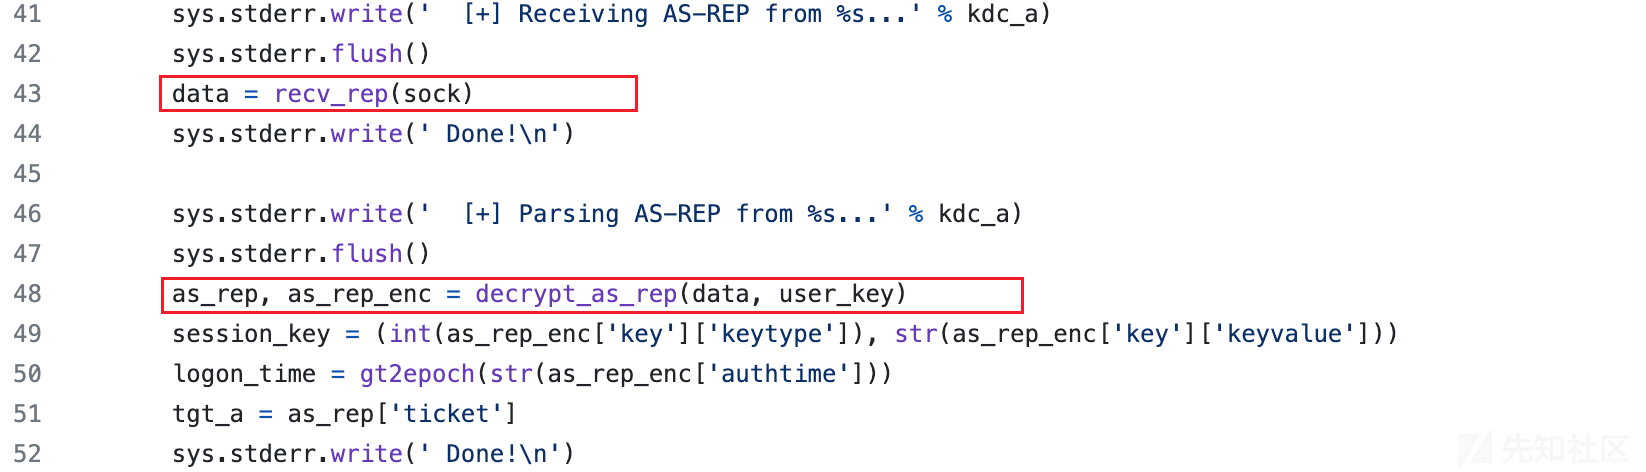 41 sys.stderr.write('  [+] Receiving AS-REP from %s...' % kdc_a)
42 sys.stderr.flush()
43 data = recv_rep(sock)
44 sys.stderr.write(' Done!\n')
45
46 sys.stderr.write('  [+] Parsing AS-REP from %s...' % kdc_a)
47 sys.stderr.flush()
48 as_rep, as_rep_enc = decrypt_as_rep(data, user_key)
49 session_key = (int(as_rep_enc['key']['keytype']), str(as_rep_enc['key']['keyvalue']))
50 logon_time = gt2epoch(str(as_rep_enc['authtime']))
51 tgt_a = as_rep['ticket']
52 sys.stderr.write(' Done!\n')
先知社区